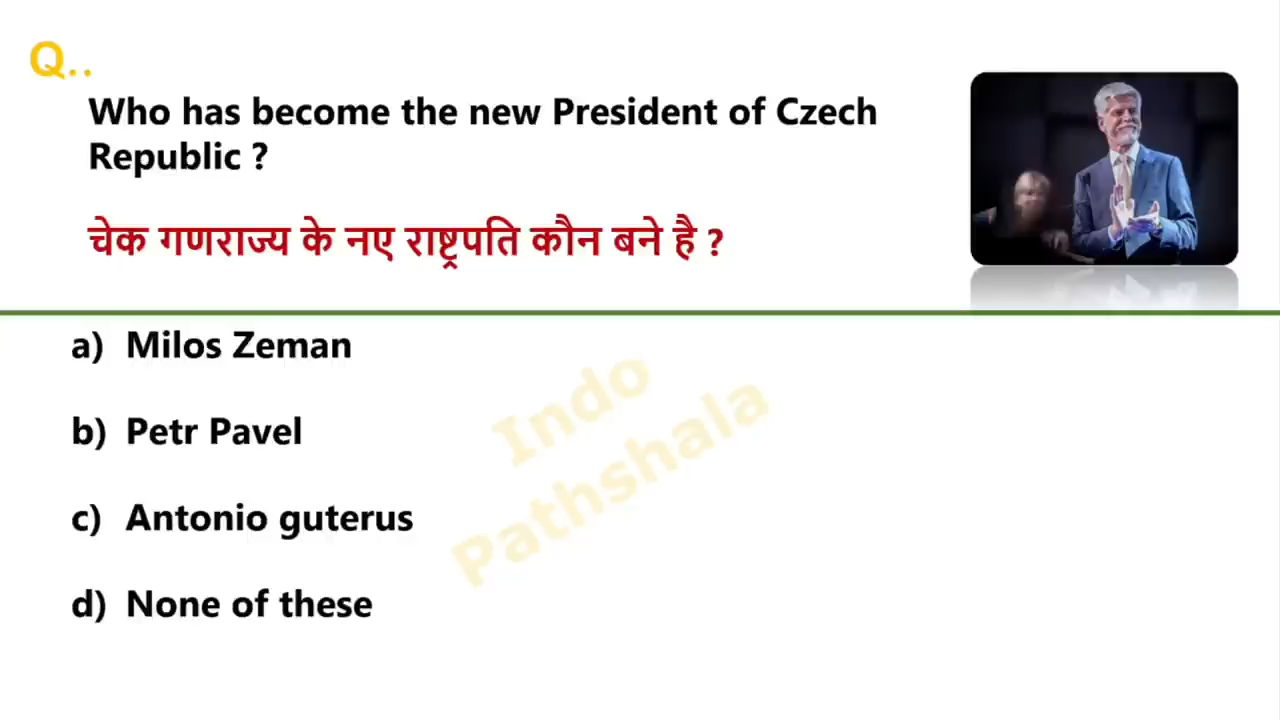 Q..
Who has become the new President of Czech
Republic ?
चेक गणराज्य के नए राष्ट्रपति कौन बने है ?
a) Milos Zeman
b) Petr Pavel
c) Antonio guterus
d) None of these
Indo
Pathshala